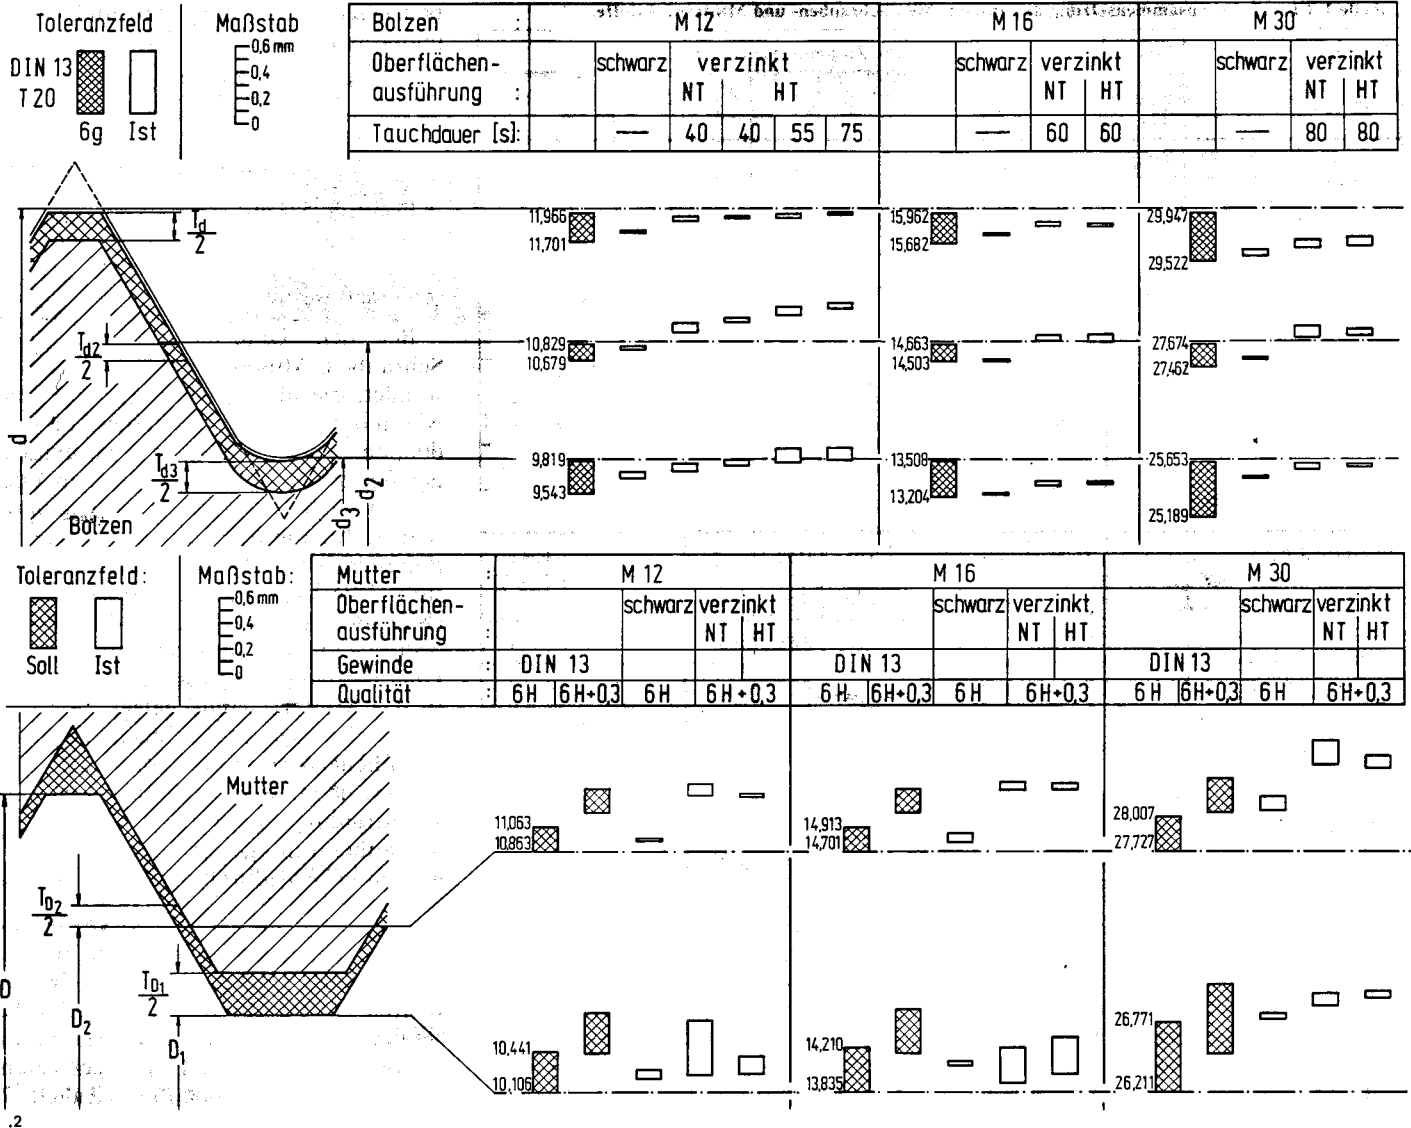 Toleranzfeld
Maßstab
DIN 13
T 20
6g Ist
0,6 mm
0,4
0,2
0
Bolzen : M 12 M 16 M 30
Oberflächen-
ausführung :
schwarz verzinkt schwarz verzinkt schwarz verzinkt
NT HT NT HT NT HT
Tauchdauer [s]: — 40 40 55 75 — 60 60 — 80 80
Td
2
11,966 15,962 29,947
11,701 15,682 29,522
Td2
2
10,829 14,663 27,674
10,679 14,503 27,462
d
Td3
2
9,819 13,508 25,653
9,543 13,204 25,189
d3 d2
Bolzen
Toleranzfeld:
Maßstab:
Soll Ist
0,6 mm
0,4
0,2
0
Mutter : M 12 M 16 M 30
Oberflächen-
ausführung :
schwarz verzinkt schwarz verzinkt schwarz verzinkt
NT HT NT HT NT HT
Gewinde : DIN 13 DIN 13 DIN 13
Qualität : 6H 6H+0,3 6H 6H+0,3 6H 6H+0,3 6H 6H+0,3 6H 6H+0,3 6H 6H+0,3
Mutter
11,063 14,913 28,007
10,863 14,701 27,727
TD2
2
TD1
2
D
D2
D1
10,441 14,210 26,771
10,106 13,835 26,211
.2